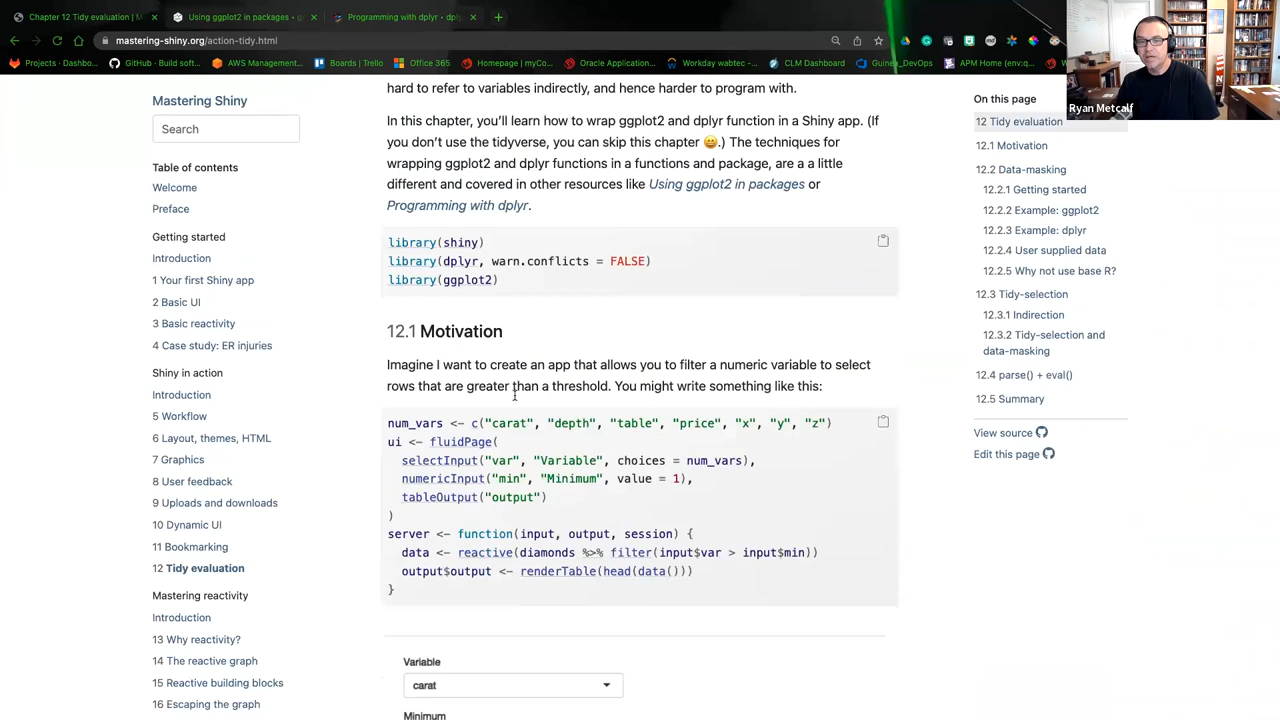 Chapter 12 Tidy evaluation | M
Using ggplot2 in packages • g
Programming with dplyr • dpl
mastering-shiny.org/action-tidy.html
Projects · Dashbo...
GitHub · Build soft...
AWS Management...
Boards | Trello
Office 365
Homepage | myCo...
Oracle Application...
Workday wabtec -...
CLM Dashboard
Guinea_DevOps
APM Home (env:q...
Ryan Metcalf
Mastering Shiny
Search
Table of contents
Welcome
Preface
Getting started
Introduction
1 Your first Shiny app
2 Basic UI
3 Basic reactivity
4 Case study: ER injuries
Shiny in action
Introduction
5 Workflow
6 Layout, themes, HTML
7 Graphics
8 User feedback
9 Uploads and downloads
10 Dynamic UI
11 Bookmarking
12 Tidy evaluation
Mastering reactivity
Introduction
13 Why reactivity?
14 The reactive graph
15 Reactive building blocks
16 Escaping the graph
hard to refer to variables indirectly, and hence harder to program with.
In this chapter, you'll learn how to wrap ggplot2 and dplyr function in a Shiny app. (If
you don't use the tidyverse, you can skip this chapter 😄.) The techniques for
wrapping ggplot2 and dplyr functions in a functions and package, are a a little
different and covered in other resources like Using ggplot2 in packages or
Programming with dplyr.
library(shiny)
library(dplyr, warn.conflicts = FALSE)
library(ggplot2)
12.1 Motivation
Imagine I want to create an app that allows you to filter a numeric variable to select
rows that are greater than a threshold. You might write something like this:
num_vars <- c("carat", "depth", "table", "price", "x", "y", "z")
ui <- fluidPage(
selectInput("var", "Variable", choices = num_vars),
numericInput("min", "Minimum", value = 1),
tableOutput("output")
)
server <- function(input, output, session) {
data <- reactive(diamonds %>% filter(input$var > input$min))
output$output <- renderTable(head(data()))
}
Variable
carat
Minimum
On this page
12 Tidy evaluation
12.1 Motivation
12.2 Data-masking
12.2.1 Getting started
12.2.2 Example: ggplot2
12.2.3 Example: dplyr
12.2.4 User supplied data
12.2.5 Why not use base R?
12.3 Tidy-selection
12.3.1 Indirection
12.3.2 Tidy-selection and
data-masking
12.4 parse() + eval()
12.5 Summary
View source
Edit this page